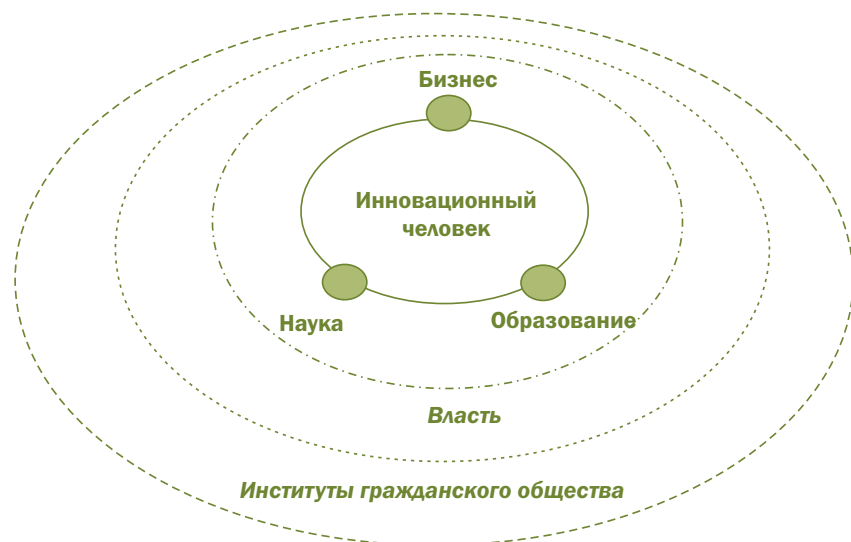 Бизнес
Инновационный
человек
Наука
Образование
Власть
Институты гражданского общества